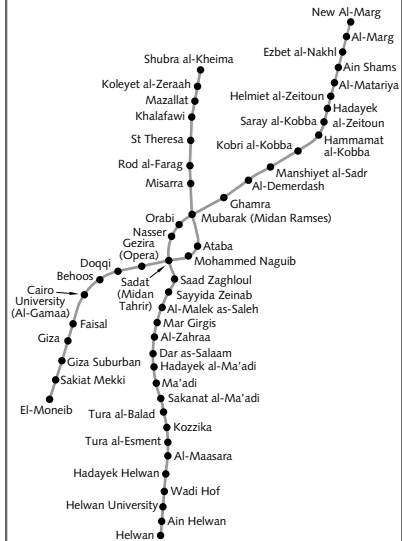 New Al-Marg
Al-Marg
Ezbet al-Nakhl
Ain Shams
Al-Matariya
Helmiet al-Zeitoun
Hadayek
al-Zeitoun
Saray al-Kobba
Hammamat
al-Kobba
Kobri al-Kobba
Manshiyet al-Sadr
Al-Demerdash
Ghamra
Mubarak (Midan Ramses)
Shubra al-Kheima
Koleyet al-Zeraah
Mazallat
Khalafawi
St Theresa
Rod al-Farag
Misarra
Orabi
Nasser
Ataba
Mohammed Naguib
Gezira
(Opera)
Doqqi
Behoos
Cairo
University
(Al-Gamaa)
Sadat
(Midan
Tahrir)
Faisal
Giza
Giza Suburban
Sakiat Mekki
El-Moneib
Saad Zaghloul
Sayyida Zeinab
Al-Malek as-Saleh
Mar Girgis
Al-Zahraa
Dar as-Salaam
Hadayek al-Ma'adi
Ma'adi
Sakanat al-Ma'adi
Tura al-Balad
Kozzika
Tura al-Esment
Al-Maasara
Hadayek Helwan
Wadi Hof
Helwan University
Ain Helwan
Helwan